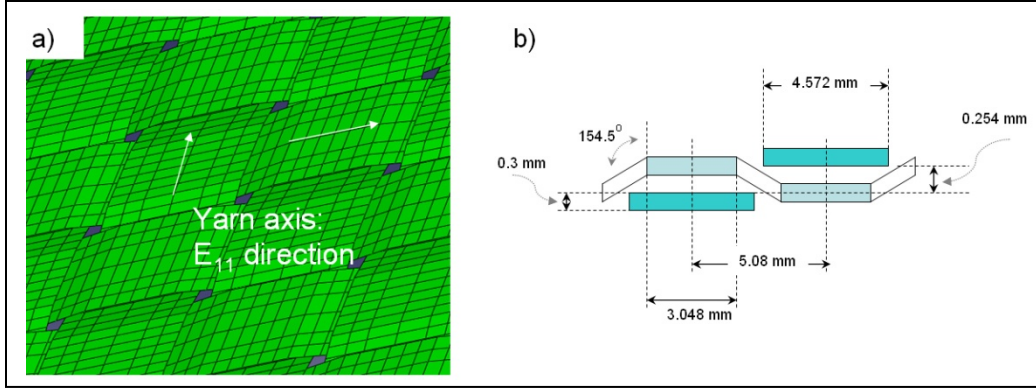 a)
Yarn axis:
E₁₁ direction
b)
4.572 mm
0.254 mm
154.5⁰
0.3 mm
5.08 mm
3.048 mm